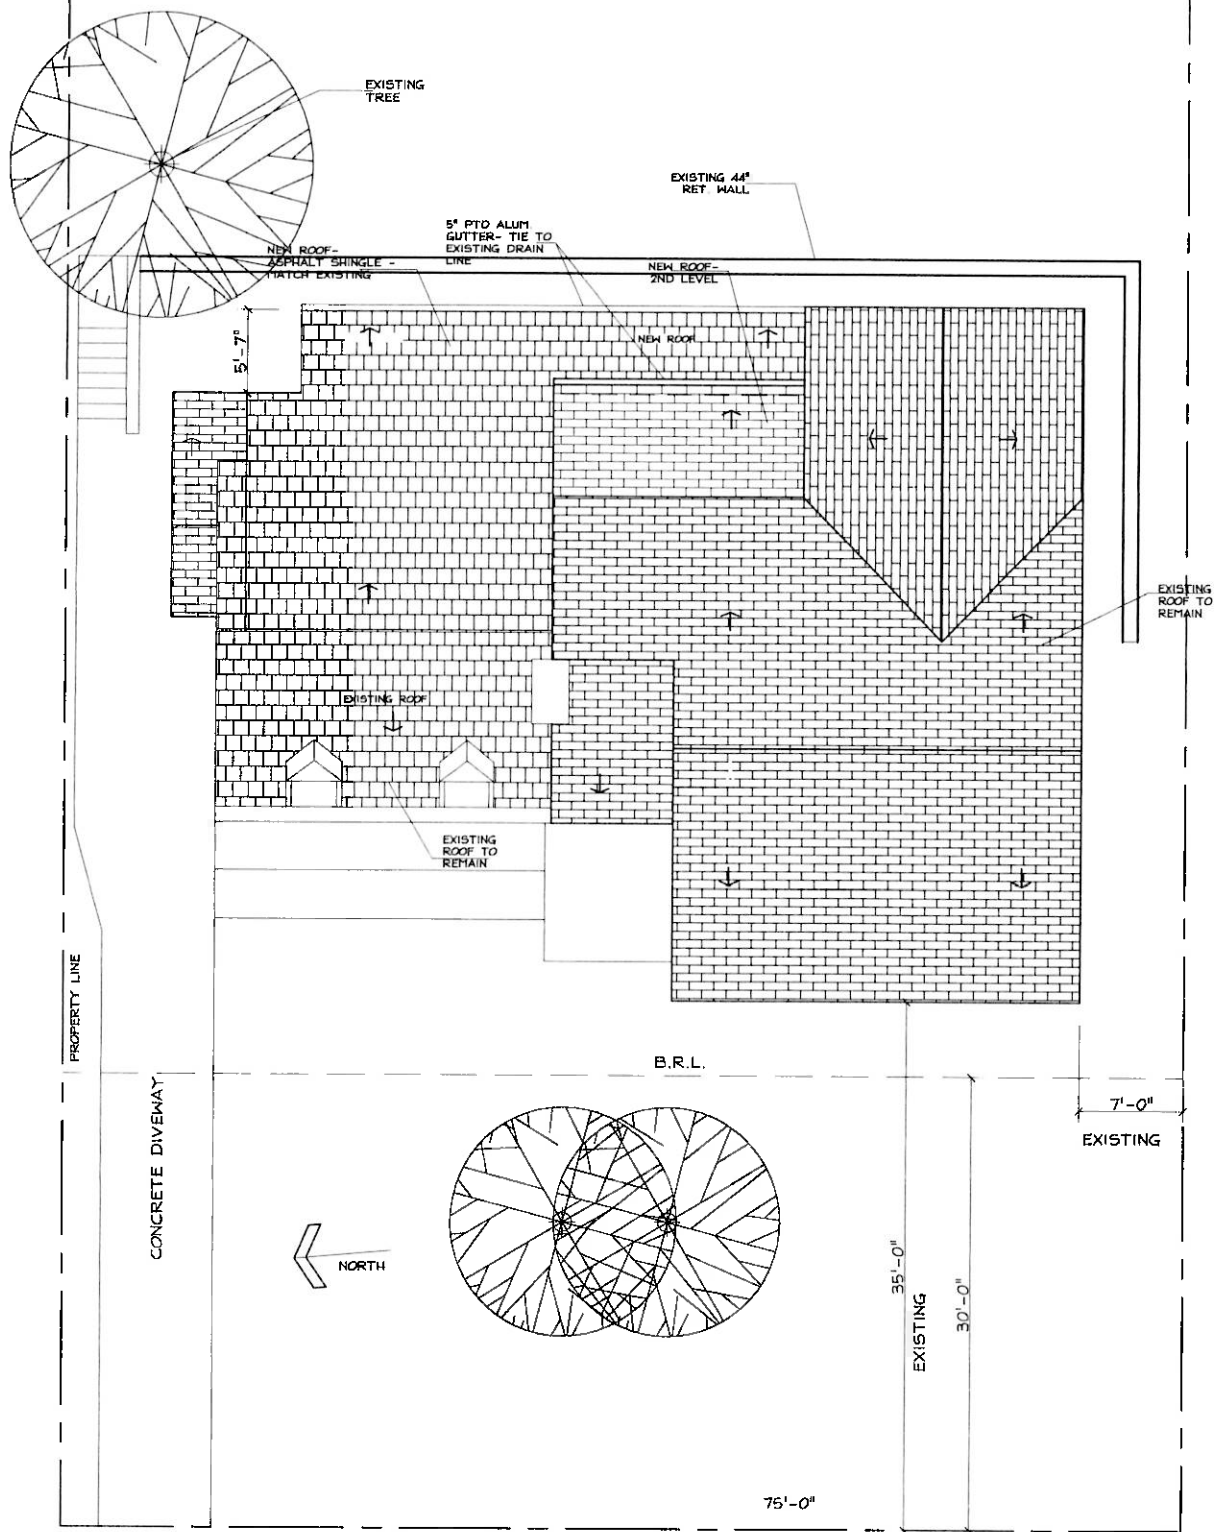 EXISTING
TREE
EXISTING 44"
RET. WALL
5" PTD ALUM.
GUTTER- TIE TO
EXISTING DRAIN
LINE
NEW ROOF-
ASPHALT SHINGLE -
MATCH EXISTING
NEW ROOF-
2ND LEVEL
5'-7"
NEW ROOF
EXISTING
ROOF TO
REMAIN
EXISTING ROOF
EXISTING
ROOF TO
REMAIN
PROPERTY LINE
B.R.L.
CONCRETE DIVEWAY
7'-0"
EXISTING
NORTH
35'-0"
EXISTING
30'-0"
75'-0"